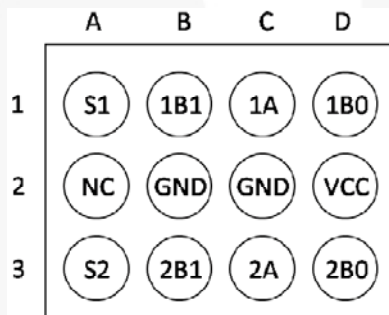 A B C D
1 S1 1B1 1A 1B0
2 NC GND GND VCC
3 S2 2B1 2A 2B0